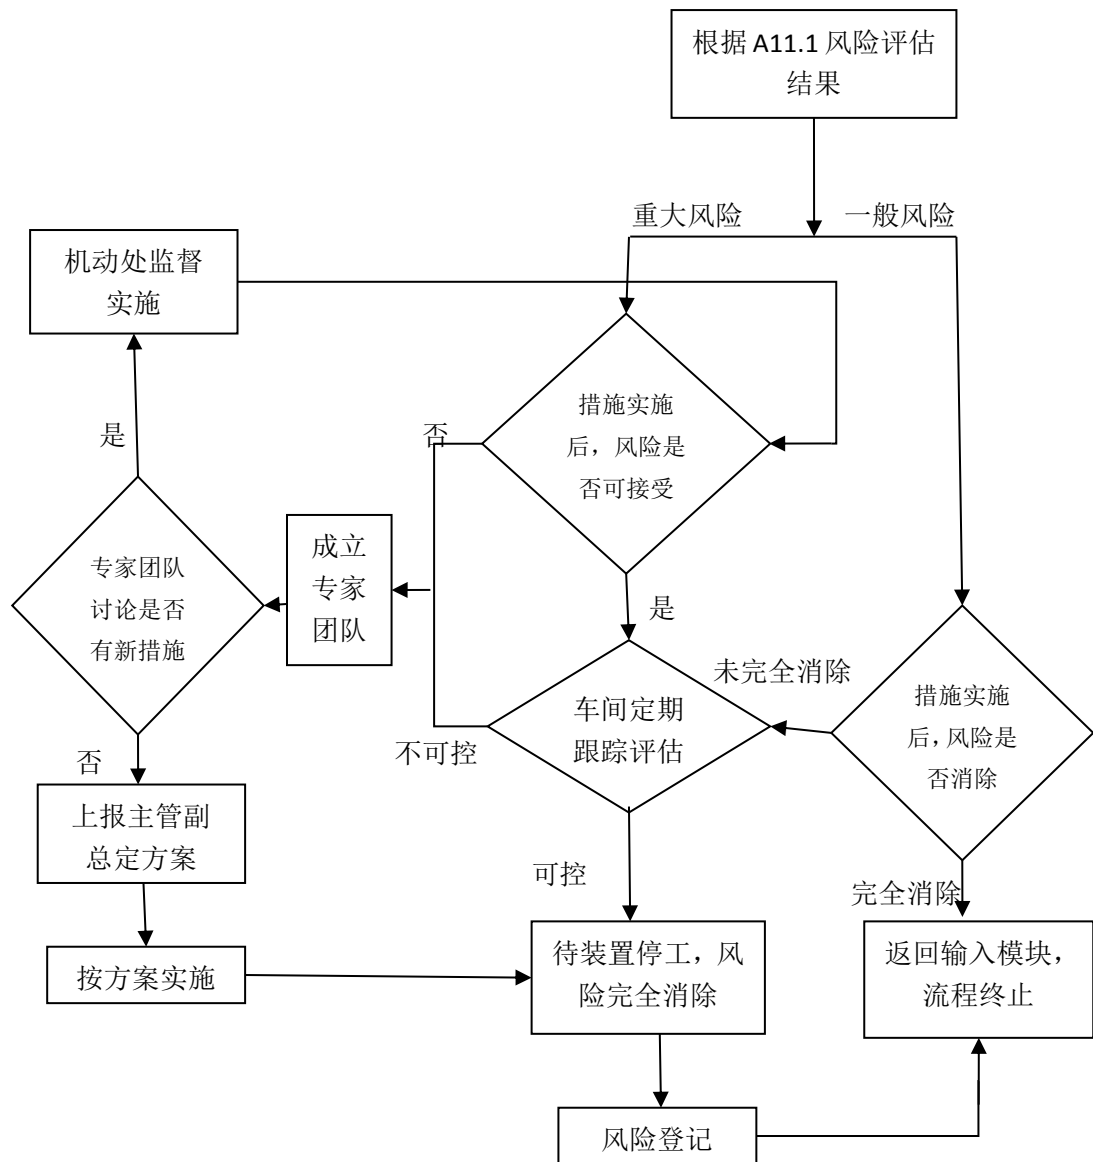 根据 A11.1 风险评估
结果
重大风险
一般风险
机动处监督
实施
措施实施
后，风险是
否可接受
否
是
专家团队
讨论是否
有新措施
成立
专家
团队
是
未完全消除
措施实施
后，风险是
否消除
车间定期
跟踪评估
不可控
否
上报主管副
总定方案
可控
完全消除
按方案实施
待装置停工，风
险完全消除
返回输入模块，
流程终止
风险登记